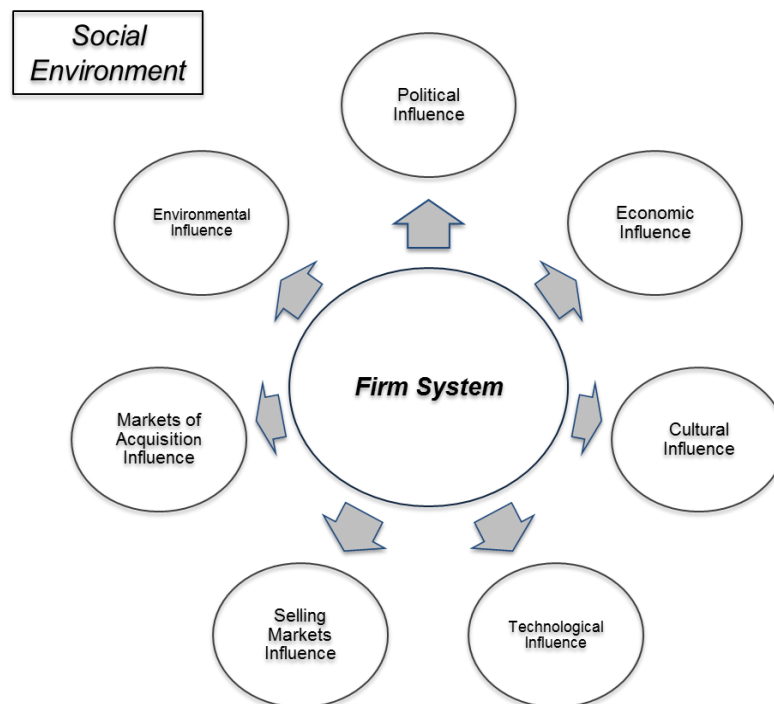 Social
Environment
Political
Influence
Environmental
Influence
Economic
Influence
Firm System
Markets of
Acquisition
Influence
Cultural
Influence
Selling
Markets
Influence
Technological
Influence